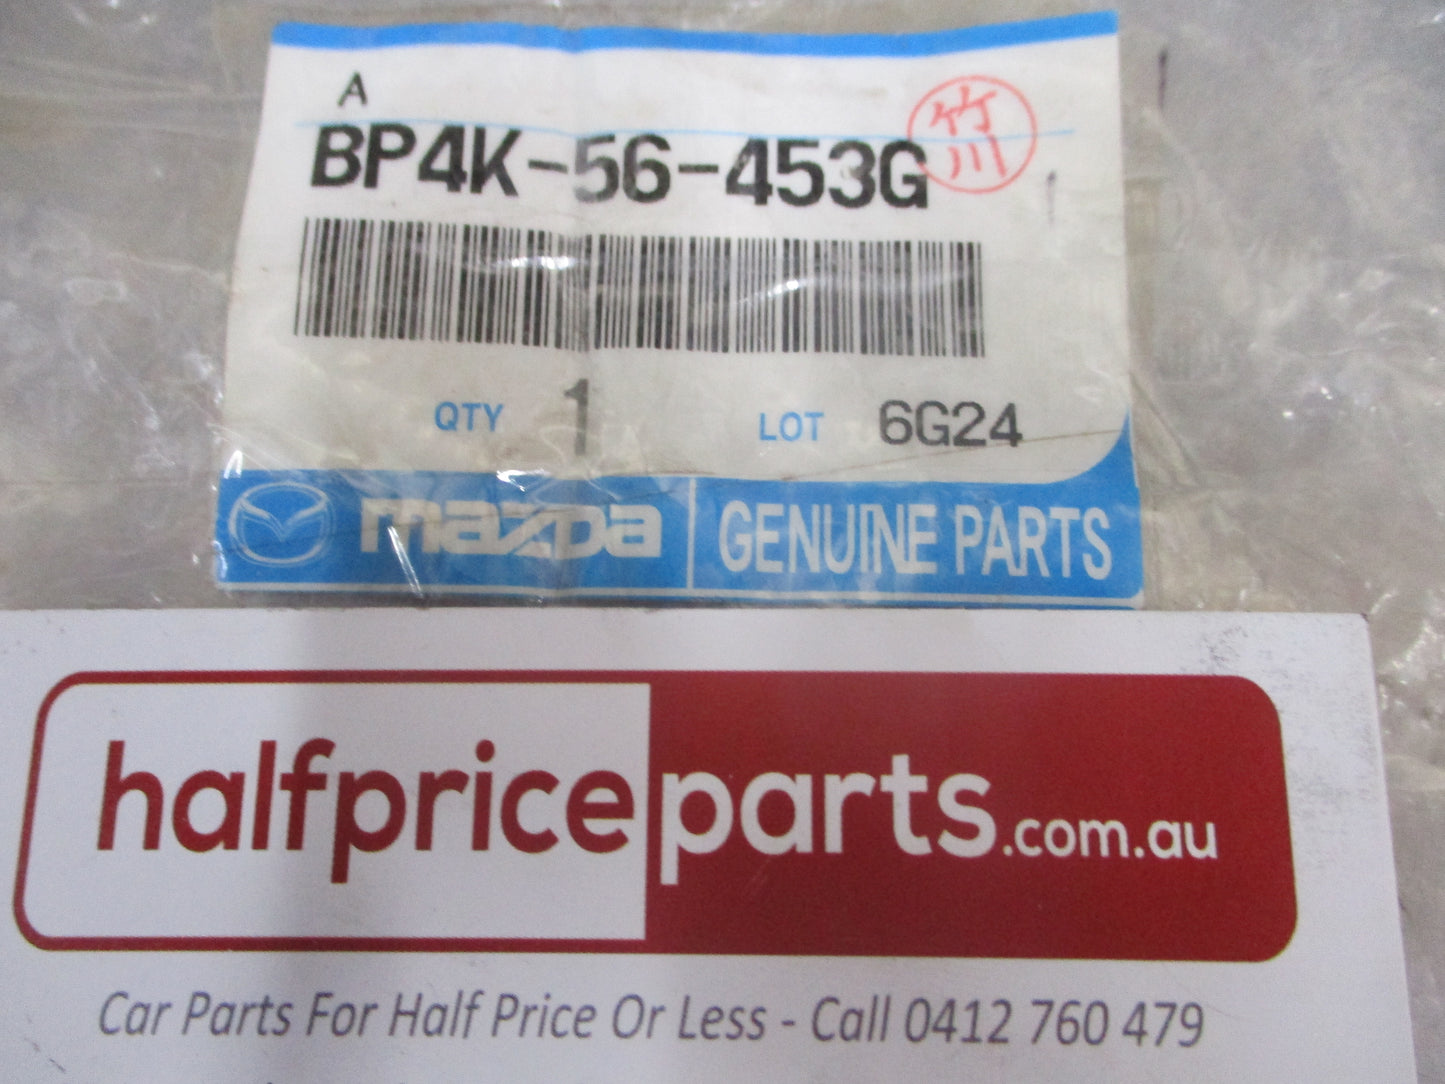 A
BP4K-56-453G
竹
川
QTY 1 LOT 6G24
mazda GENUINE PARTS
halfpriceparts.com.au
Car Parts For Half Price Or Less - Call 0412 760 479